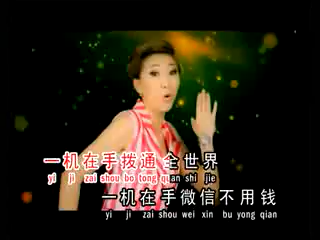 一机在手拨通全世界
yi ji zai shou bo tong quan shi jie
一机在手微信不用钱
yi ji zai shou wei xin bu yong qian